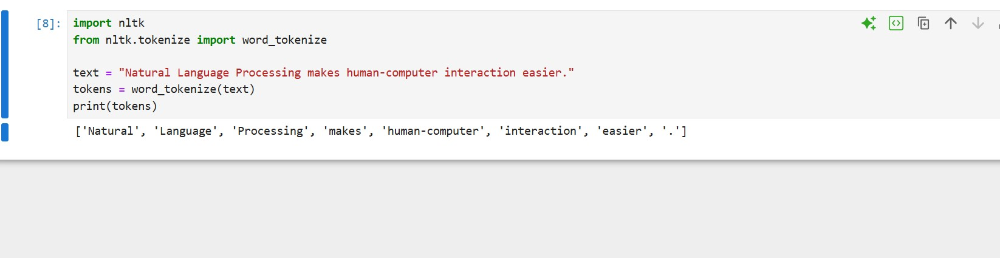 [8]:
import nltk
from nltk.tokenize import word_tokenize
text = "Natural Language Processing makes human-computer interaction easier."
tokens = word_tokenize(text)
print(tokens)
['Natural', 'Language', 'Processing', 'makes', 'human-computer', 'interaction', 'easier', '.']